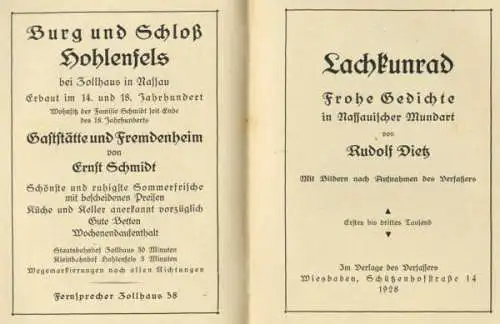 Burg und Schloß
Hohlenfels
bei Zollhaus in Nassau
Erbaut im 14. und 18. Jahrhundert
Wohnsitz der Familie Schmidt seit Ende
des 18. Jahrhunderts
Gaststätte und Fremdenheim
von
Ernst Schmidt
Schönste und ruhigste Sommerfrische
mit bescheidenen Preisen
Küche und Keller anerkannt vorzüglich
Gute Betten
Wochenendaufenthalt
Staatsbahnhof Zollhaus 30 Minuten
Kleinbahnhof Hohlenfels 5 Minuten
Wegemarkierungen nach allen Richtungen
Fernsprecher Zollhaus 38
Lachkunrad
Frohe Gedichte
in Nassauischer Mundart
von
Rudolf Dietz
Mit Bildern nach Aufnahmen des Verfassers
Erstes bis drittes Tausend
Im Verlage des Verfassers
Wiesbaden, Schützenhofstraße 14
1928